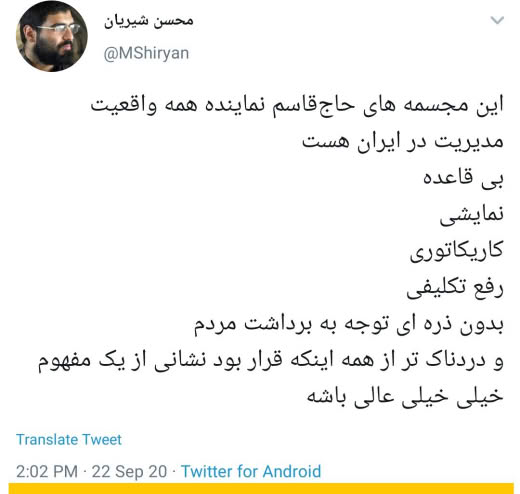 محسن شیریان
@MShiryan
این مجسمه های حاج‌قاسم نماینده همه واقعیت
مدیریت در ایران هست
بی قاعده
نمایشی
کاریکاتوری
رفع تکلیفی
بدون ذره ای توجه به برداشت مردم
و دردناک تر از همه اینکه قرار بود نشانی از یک مفهوم
خیلی خیلی عالی باشه
Translate Tweet
2:02 PM · 22 Sep 20 · Twitter for Android